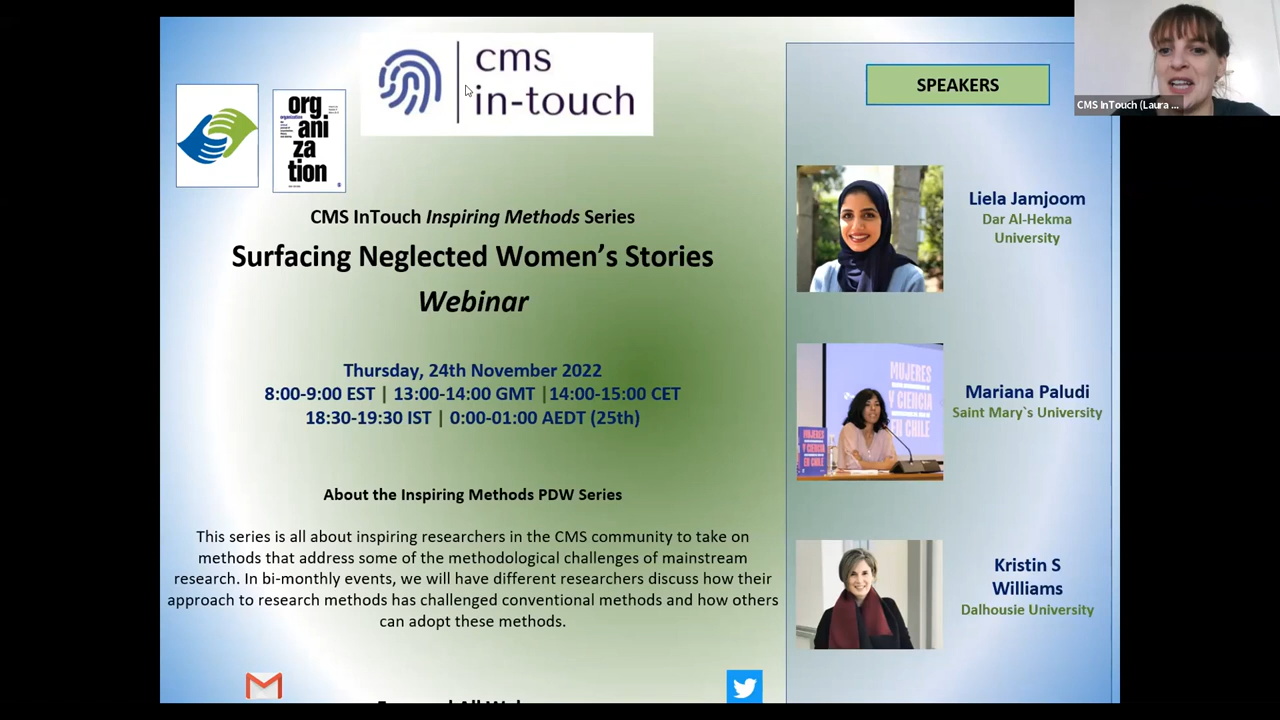 cms
in-touch
org
ani
za
tion
CMS InTouch Inspiring Methods Series
Surfacing Neglected Women's Stories
Webinar
Thursday, 24th November 2022
8:00-9:00 EST | 13:00-14:00 GMT |14:00-15:00 CET
18:30-19:30 IST | 0:00-01:00 AEDT (25th)
About the Inspiring Methods PDW Series
This series is all about inspiring researchers in the CMS community to take on
methods that address some of the methodological challenges of mainstream
research. In bi-monthly events, we will have different researchers discuss how their
approach to research methods has challenged conventional methods and how others
can adopt these methods.
SPEAKERS
Liela Jamjoom
Dar Al-Hekma
University
MUJERES
Y CIENCIA
EN CHILE
MUJERES
Y CIENCIA
EN CHILE
Mariana Paludi
Saint Mary`s University
Kristin S
Williams
Dalhousie University
CMS InTouch (Laura ...